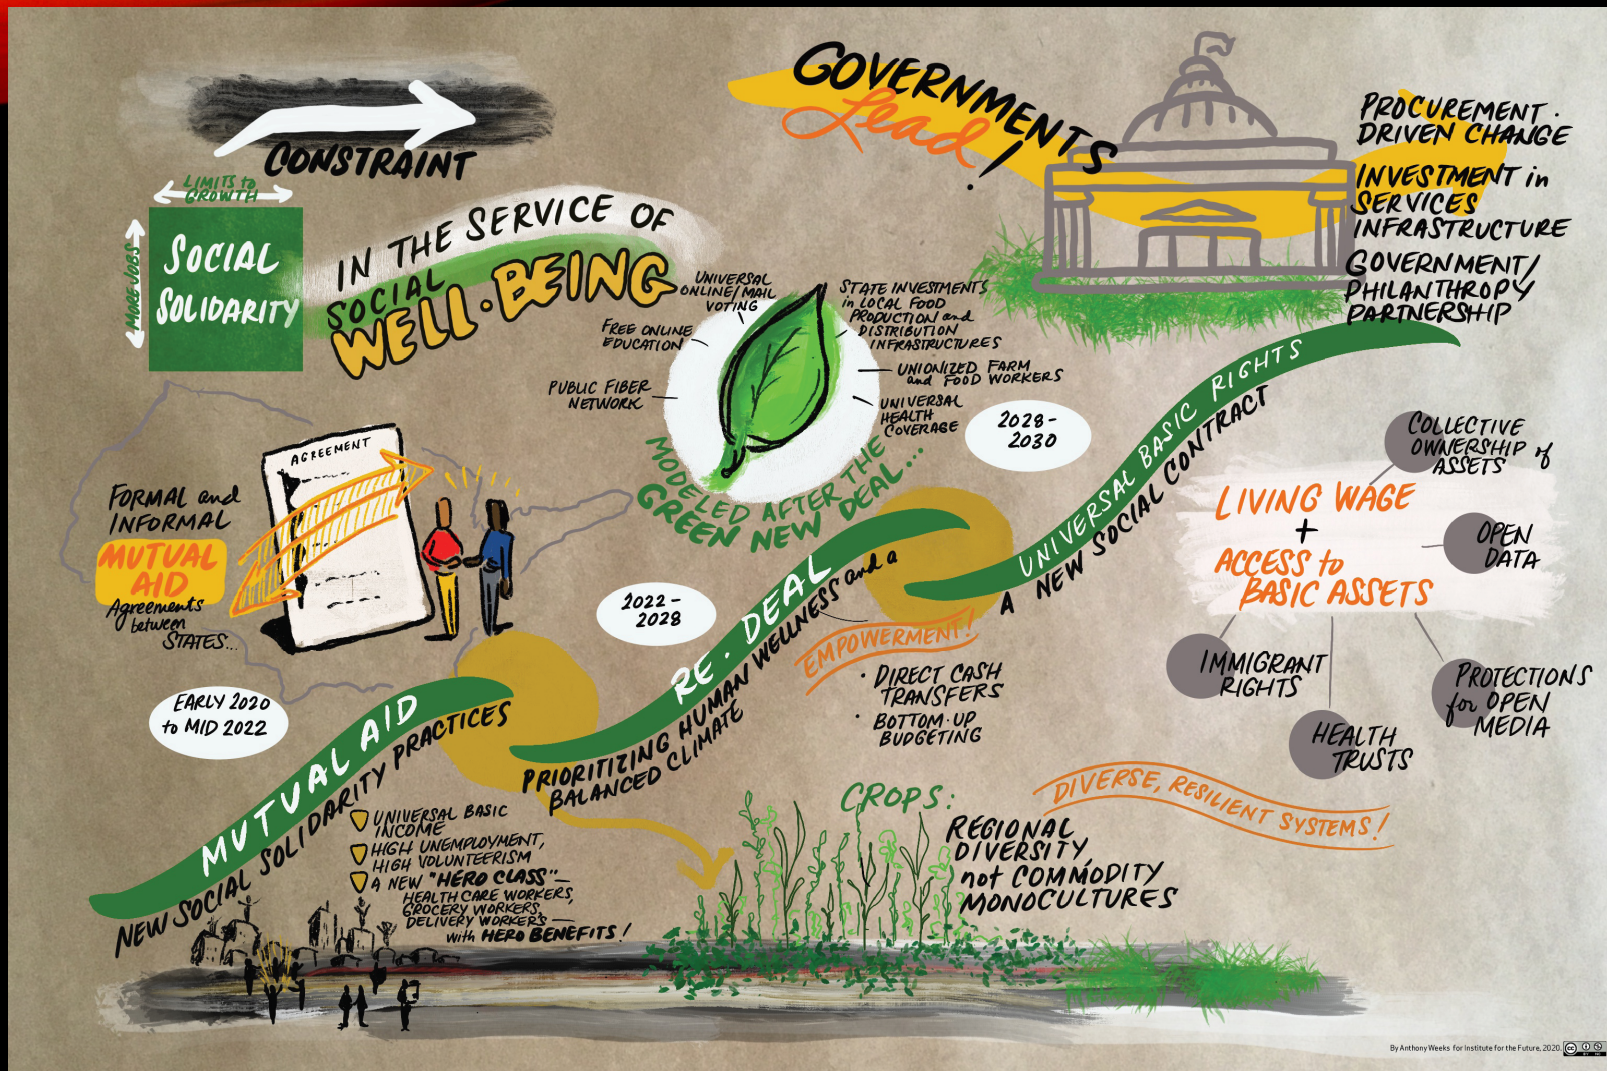 CONSTRAINT
LIMITS to
GROWTH
MORE JOBS
SOCIAL
SOLIDARITY
IN THE SERVICE OF
SOCIAL
WELL-BEING
GOVERNMENTS
Lead!
PROCUREMENT-
DRIVEN CHANGE
INVESTMENT in
SERVICES
INFRASTRUCTURE
GOVERNMENT/
PHILANTHROPY
PARTNERSHIP
UNIVERSAL
ONLINE/MAIL
VOTING
FREE ONLINE
EDUCATION
PUBLIC FIBER
NETWORK
STATE INVESTMENTS
in LOCAL FOOD
PRODUCTION and
DISTRIBUTION
INFRASTRUCTURES
UNIONIZED FARM
and FOOD WORKERS
UNIVERSAL
HEALTH
COVERAGE
MODELED AFTER THE
GREEN NEW DEAL...
AGREEMENT
FORMAL and
INFORMAL
MUTUAL
AID
Agreements
between
STATES...
EARLY 2020
to MID 2022
MUTUAL AID
NEW SOCIAL SOLIDARITY PRACTICES
UNIVERSAL BASIC
INCOME
HIGH UNEMPLOYMENT,
HIGH VOLUNTEERISM
A NEW "HERO CLASS"—
HEALTH CARE WORKERS,
GROCERY WORKERS,
DELIVERY WORKERS—
with HERO BENEFITS!
2022-
2028
RE-DEAL
PRIORITIZING HUMAN WELLNESS and a
BALANCED CLIMATE
EMPOWERMENT!
• DIRECT CASH
TRANSFERS
• BOTTOM-UP
BUDGETING
2028-
2030
UNIVERSAL BASIC RIGHTS
A NEW SOCIAL CONTRACT
COLLECTIVE
OWNERSHIP of
ASSETS
LIVING WAGE
+
ACCESS to
BASIC ASSETS
OPEN
DATA
IMMIGRANT
RIGHTS
HEALTH
TRUSTS
PROTECTIONS
for OPEN
MEDIA
DIVERSE, RESILIENT SYSTEMS!
CROPS:
REGIONAL
DIVERSITY,
not COMMODITY
MONOCULTURES
By Anthony Weeks for Institute for the Future, 2020.
cc BY NC